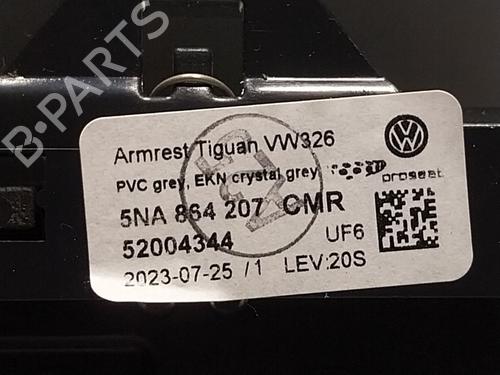 Armrest Tiguan VW326
PVC grey, EKN crystal grey,
proseat
5NA 864 207 CMR
52004344 UF6
2023-07-25 /1 LEV:20S